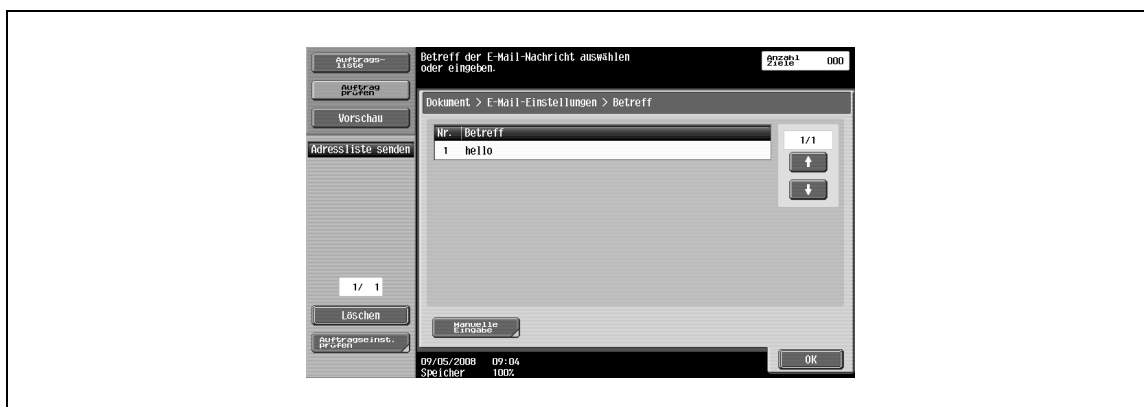 Auftrags-
liste
Auftrag
prüfen
Vorschau
Adressliste senden
1/ 1
Löschen
Auftragseinst.
prüfen
Betreff der E-Mail-Nachricht auswählen
oder eingeben.
Anzahl
Ziele 000
Dokument > E-Mail-Einstellungen > Betreff
Nr. Betreff
1 hello
1/1
Manuelle
Eingabe
09/05/2008 09:04
Speicher 100%
OK